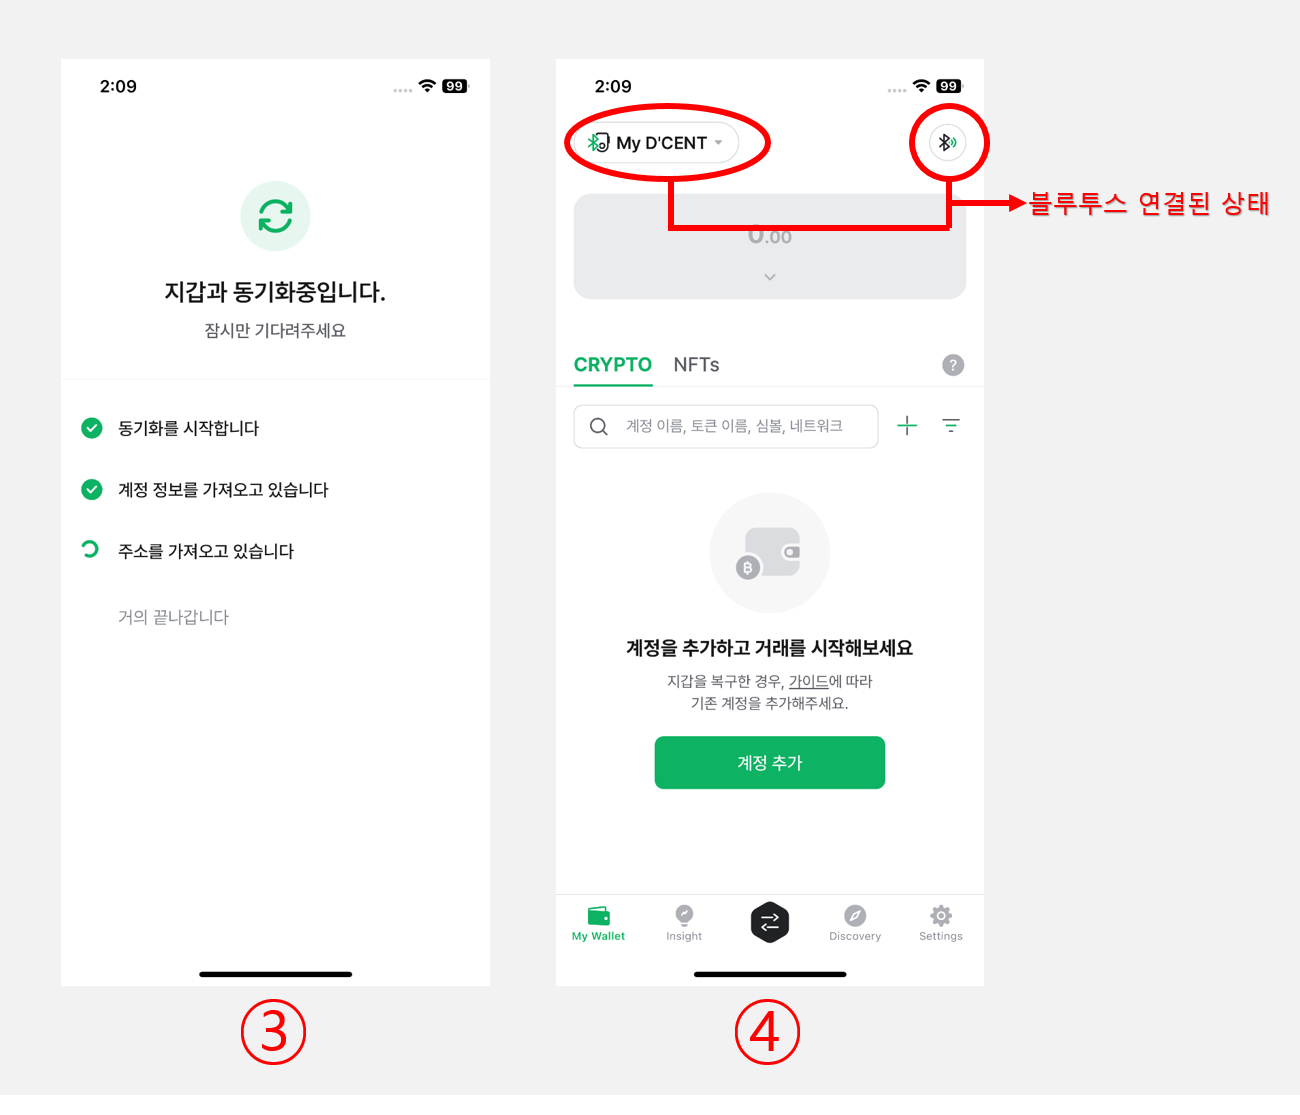 2:09
99
지갑과 동기화중입니다.
잠시만 기다려주세요
동기화를 시작합니다
계정 정보를 가져오고 있습니다
주소를 가져오고 있습니다
거의 끝나갑니다
③
2:09
99
My D'CENT
블루투스 연결된 상태
0.00
CRYPTO NFTs ?
계정 이름, 토큰 이름, 심볼, 네트워크
계정을 추가하고 거래를 시작해보세요
지갑을 복구한 경우, 가이드에 따라
기존 계정을 추가해주세요.
계정 추가
My Wallet Insight Discovery Settings
④